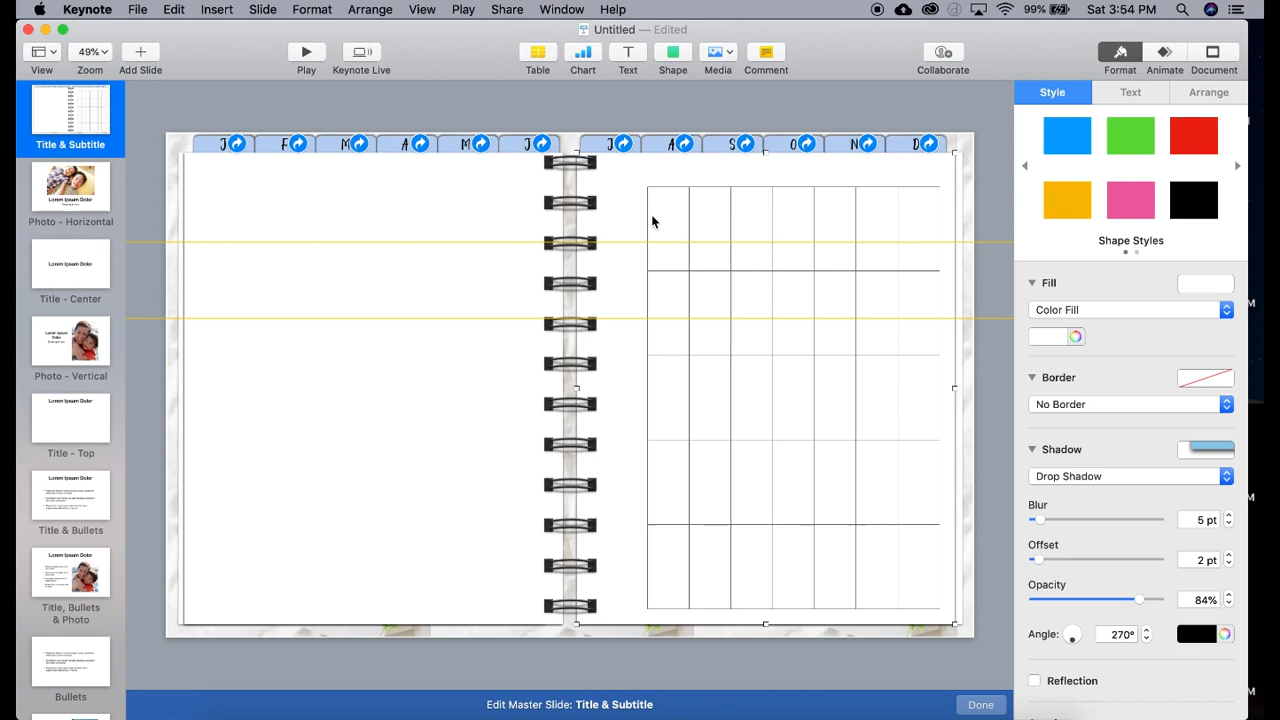 Keynote File Edit Insert Slide Format Arrange View Play Share Window Help 99% Sat 3:54 PM
Untitled — Edited
49%
View Zoom Add Slide Play Keynote Live Table Chart Text Shape Media Comment Collaborate Format Animate Document
Style Text Arrange
Title & Subtitle
Photo - Horizontal
Lorem Ipsum Dolor
Title - Center
Photo - Vertical
Lorem Ipsum Dolor
Title - Top
Lorem Ipsum Dolor
Title & Bullets
Lorem Ipsum Dolor
Title, Bullets
& Photo
Bullets
J F M A M J J A S O N D
Shape Styles
Fill
Color Fill
Border
No Border
Shadow
Drop Shadow
Blur
5 pt
Offset
2 pt
Opacity
84%
Angle: 270°
Reflection
Edit Master Slide: Title & Subtitle Done